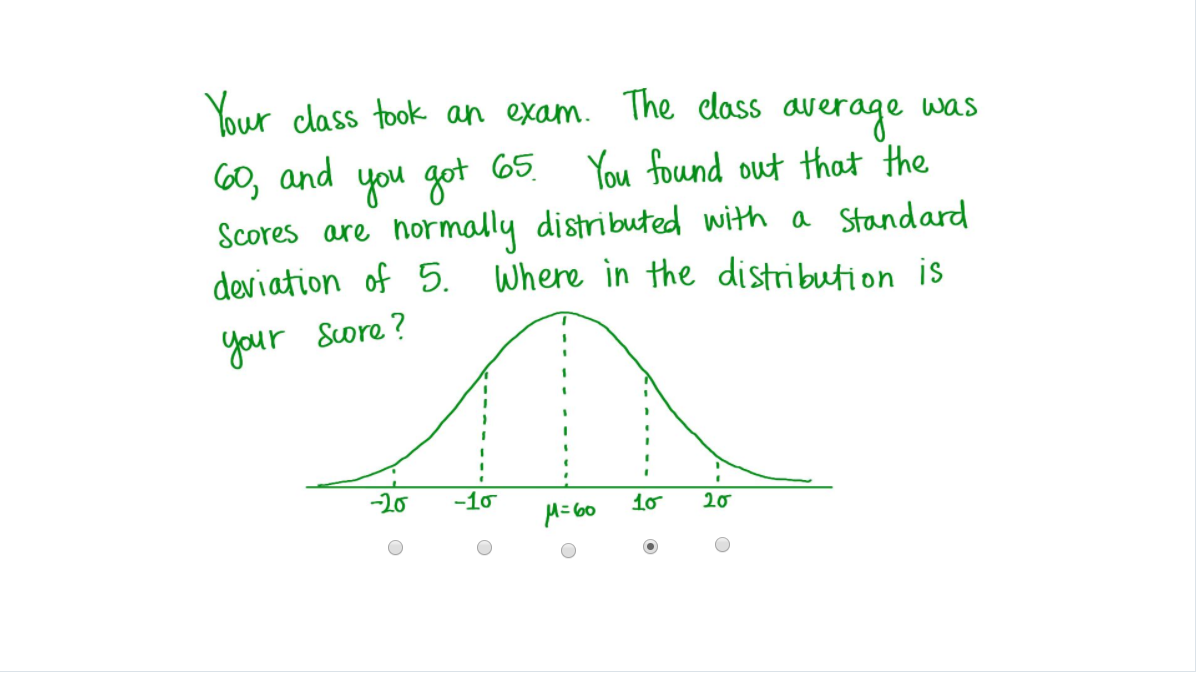 Your class took an exam. The class average was
60, and you got 65. You found out that the
Scores are normally distributed with a standard
deviation of 5. Where in the distribution is
your score?
-2σ -1σ μ=60 1σ 2σ